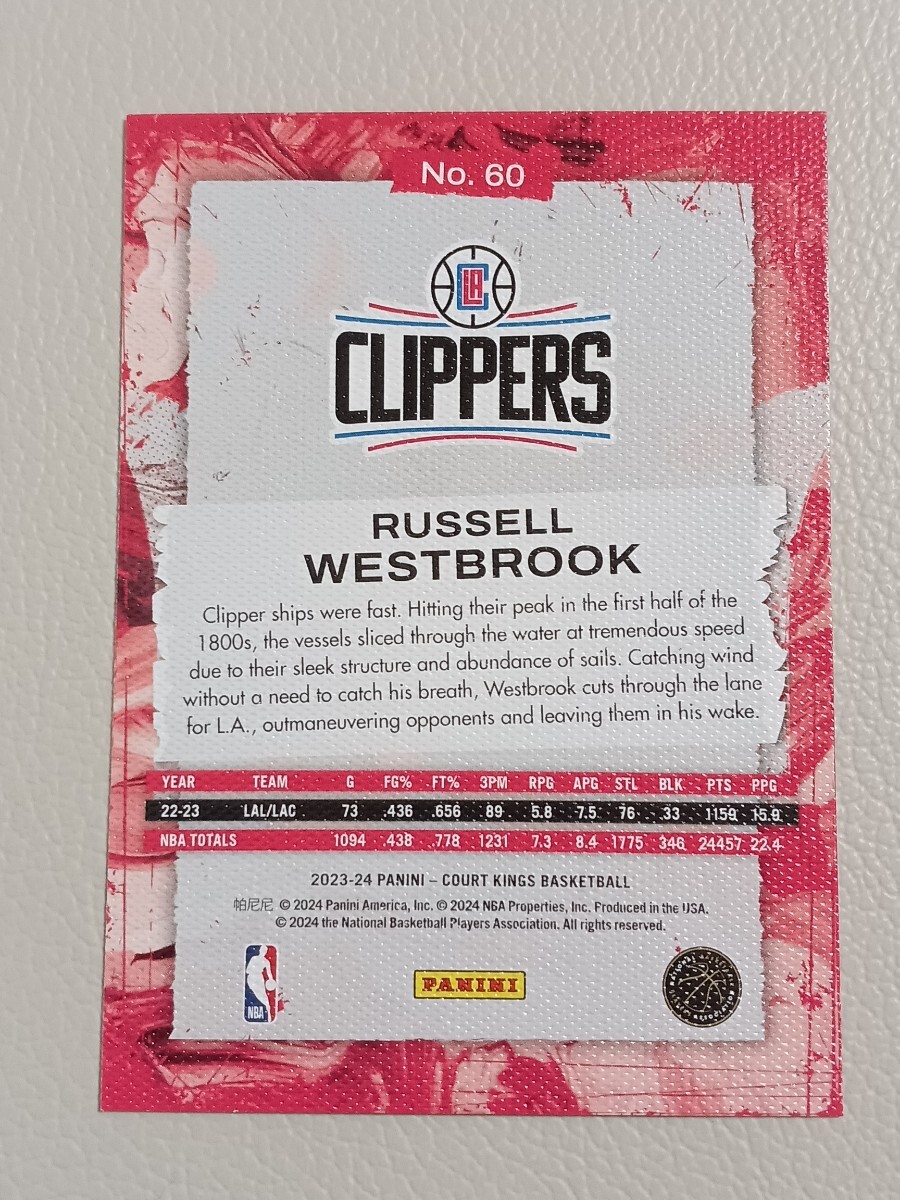 No. 60
LA
CLIPPERS
RUSSELL
WESTBROOK
Clipper ships were fast. Hitting their peak in the first half of the
1800s, the vessels sliced through the water at tremendous speed
due to their sleek structure and abundance of sails. Catching wind
without a need to catch his breath, Westbrook cuts through the lane
for L.A., outmaneuvering opponents and leaving them in his wake.
YEAR TEAM G FG% FT% 3PM RPG APG STL BLK PTS PPG
22-23 LAL/LAC 73 .436 .656 89 5.8 7.5 76 33 1159 15.9
NBA TOTALS 1094 .438 .778 1231 7.3 8.4 1775 346 24457 22.4
2023-24 PANINI – COURT KINGS BASKETBALL
帕尼尼 © 2024 Panini America, Inc. © 2024 NBA Properties, Inc. Produced in the USA.
© 2024 the National Basketball Players Association. All rights reserved.
NBA
PANINI